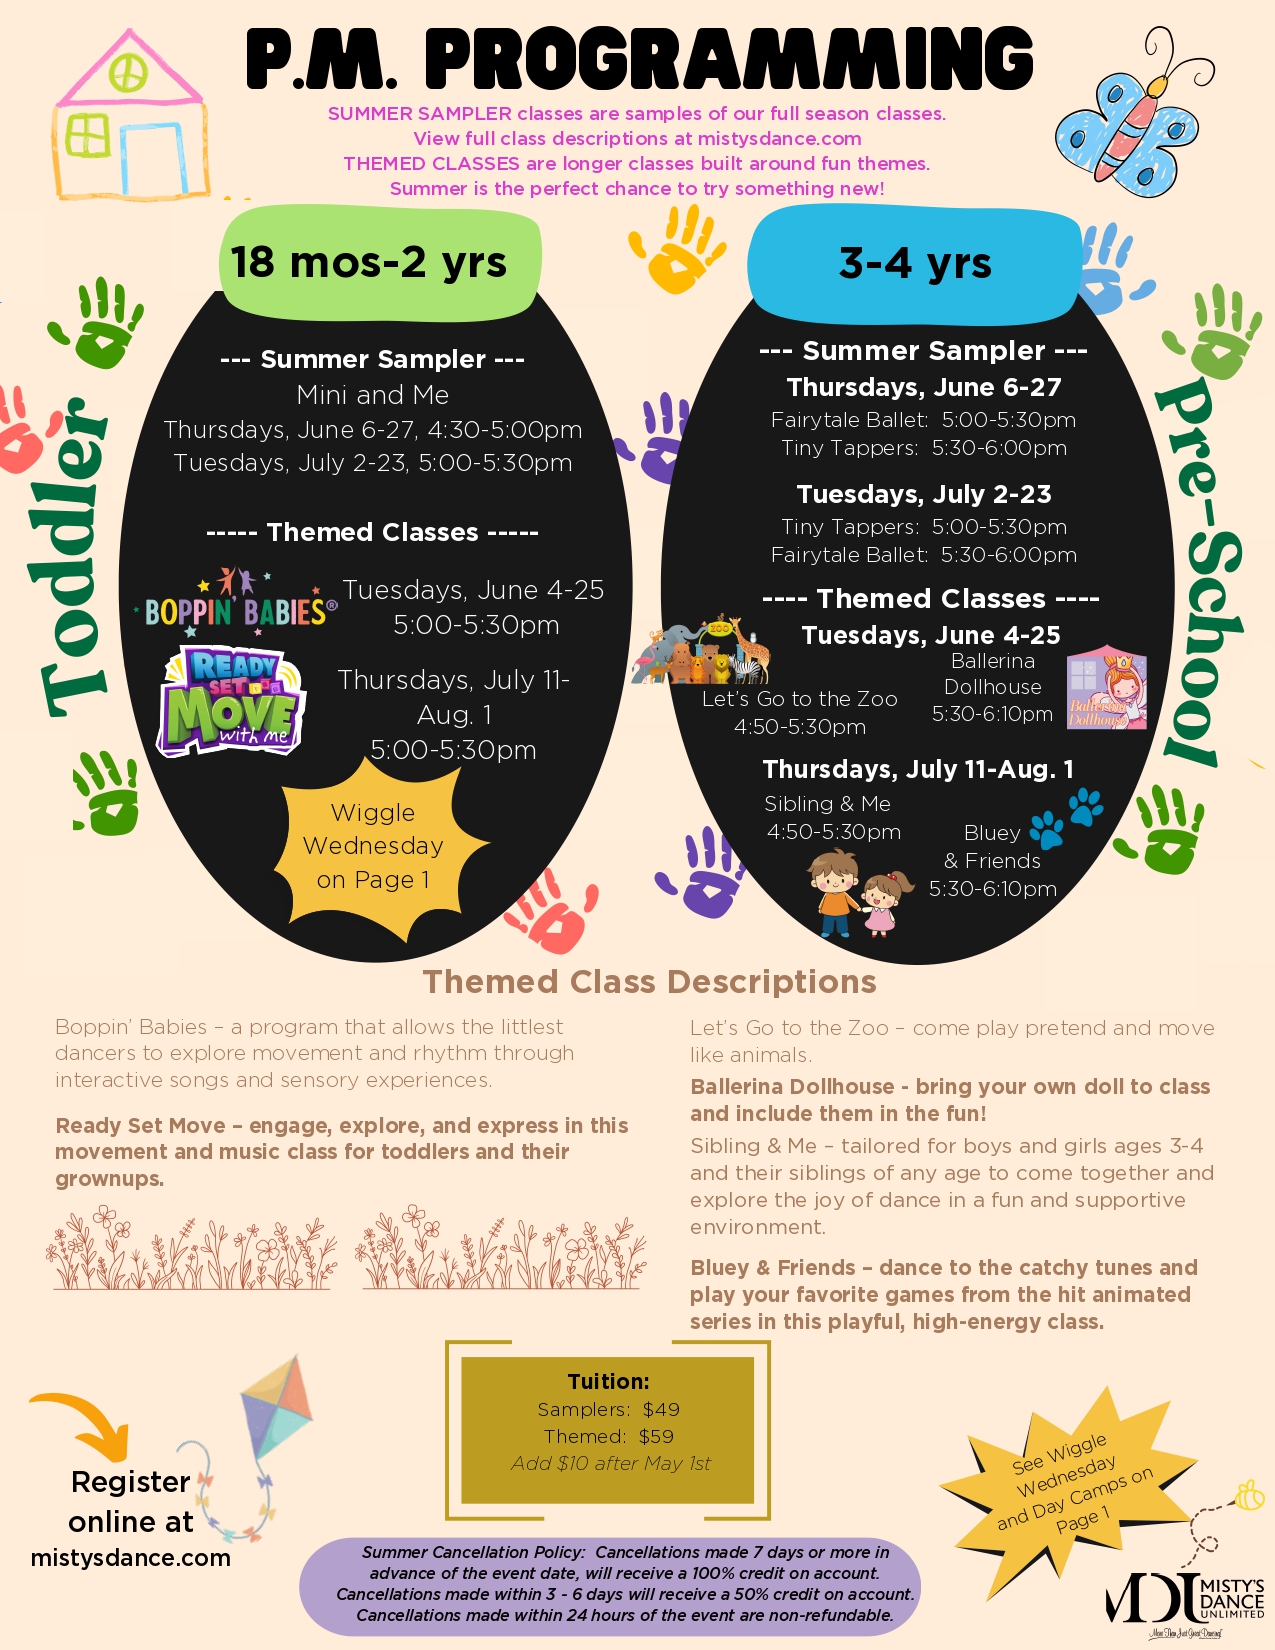 P.M. PROGRAMMING
SUMMER SAMPLER classes are samples of our full season classes.
View full class descriptions at mistysdance.com
THEMED CLASSES are longer classes built around fun themes.
Summer is the perfect chance to try something new!
18 mos-2 yrs
Toddler
--- Summer Sampler ---
Mini and Me
Thursdays, June 6-27, 4:30-5:00pm
Tuesdays, July 2-23, 5:00-5:30pm
----- Themed Classes -----
BOPPIN' BABIES®
Tuesdays, June 4-25
5:00-5:30pm
READY
SET
MOVE
with me
Thursdays, July 11-
Aug. 1
5:00-5:30pm
Wiggle
Wednesday
on Page 1
3-4 yrs
Pre-School
--- Summer Sampler ---
Thursdays, June 6-27
Fairytale Ballet: 5:00-5:30pm
Tiny Tappers: 5:30-6:00pm
Tuesdays, July 2-23
Tiny Tappers: 5:00-5:30pm
Fairytale Ballet: 5:30-6:00pm
---- Themed Classes ----
Tuesdays, June 4-25
ZOO
Let's Go to the Zoo
4:50-5:30pm
Ballerina
Dollhouse
5:30-6:10pm
Ballerina
Dollhouse
Thursdays, July 11-Aug. 1
Sibling & Me
4:50-5:30pm
Bluey
& Friends
5:30-6:10pm
Themed Class Descriptions
Boppin' Babies – a program that allows the littlest
dancers to explore movement and rhythm through
interactive songs and sensory experiences.
Ready Set Move – engage, explore, and express in this
movement and music class for toddlers and their
grownups.
Let's Go to the Zoo – come play pretend and move
like animals.
Ballerina Dollhouse - bring your own doll to class
and include them in the fun!
Sibling & Me – tailored for boys and girls ages 3-4
and their siblings of any age to come together and
explore the joy of dance in a fun and supportive
environment.
Bluey & Friends – dance to the catchy tunes and
play your favorite games from the hit animated
series in this playful, high-energy class.
Register
online at
mistysdance.com
Tuition:
Samplers: $49
Themed: $59
Add $10 after May 1st
Summer Cancellation Policy: Cancellations made 7 days or more in
advance of the event date, will receive a 100% credit on account.
Cancellations made within 3 - 6 days will receive a 50% credit on account.
Cancellations made within 24 hours of the event are non-refundable.
See Wiggle
Wednesday
and Day Camps on
Page 1
MDU
MISTY'S
DANCE
UNLIMITED
More Than Just Great Dancing!